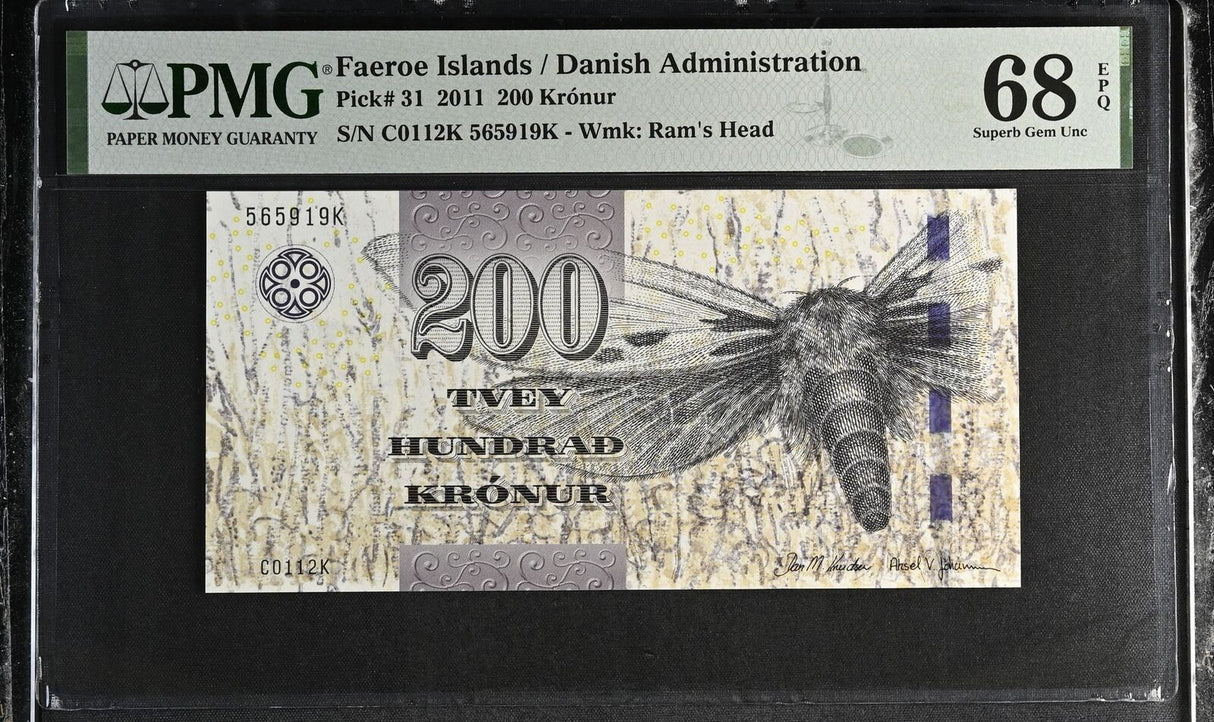 PMG®
PAPER MONEY GUARANTY
Faeroe Islands / Danish Administration
Pick# 31 2011 200 Krónur
S/N C0112K 565919K - Wmk: Ram's Head
68
EPQ
Superb Gem Unc
565919K
200
TVEY
HUNDRAÐ
KRÓNUR
C0112K